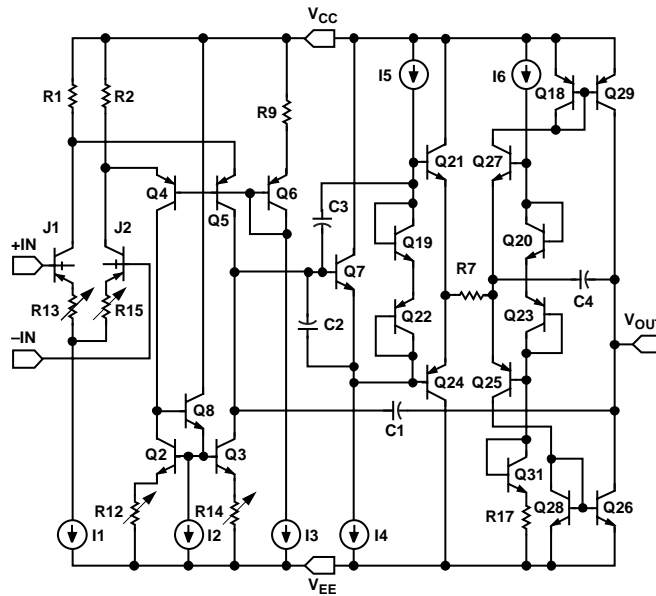 VCC
R1
R2
R9
I5
I6
Q18
Q29
Q21
Q27
Q4
Q5
Q6
C3
J1
J2
Q19
Q20
+IN
Q7
R7
R13
R15
C2
Q22
Q23
C4
VOUT
–IN
Q24
Q25
Q8
C1
Q2
Q3
Q31
R12
R14
R17
Q28
Q26
I1
I2
I3
I4
VEE